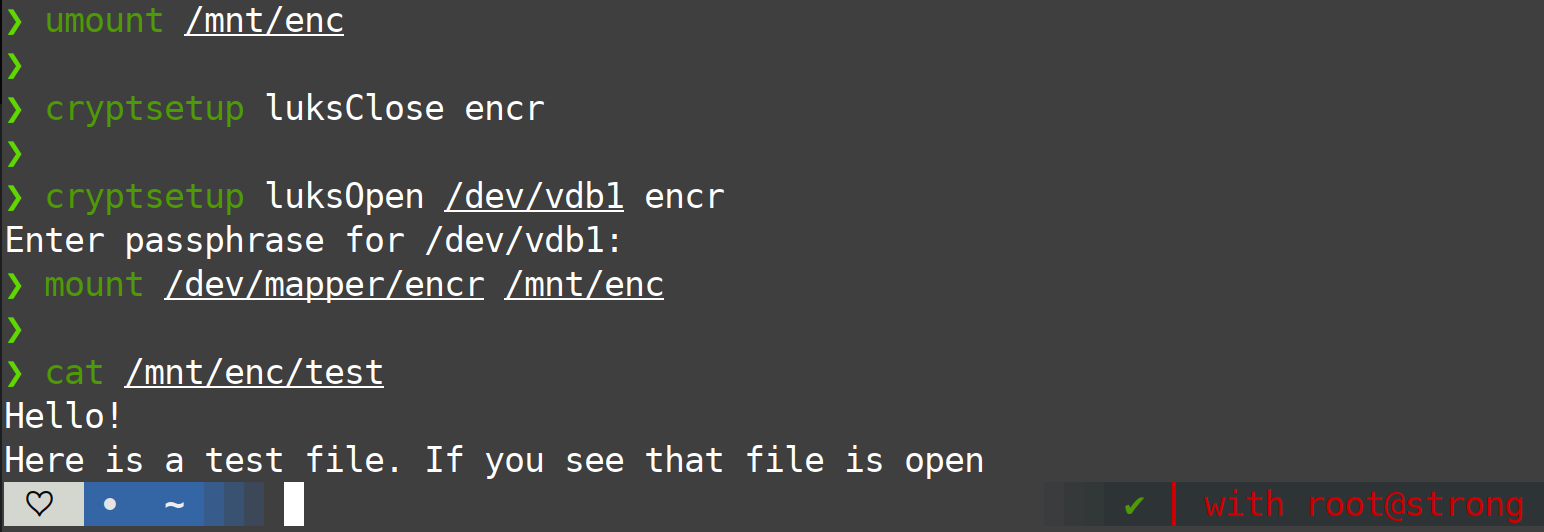 ❯ umount /mnt/enc
❯
❯ cryptsetup luksClose encr
❯
❯ cryptsetup luksOpen /dev/vdb1 encr
Enter passphrase for /dev/vdb1:
❯ mount /dev/mapper/encr /mnt/enc
❯
❯ cat /mnt/enc/test
Hello!
Here is a test file. If you see that file is open
♡ • ~ ✔ with root@strong